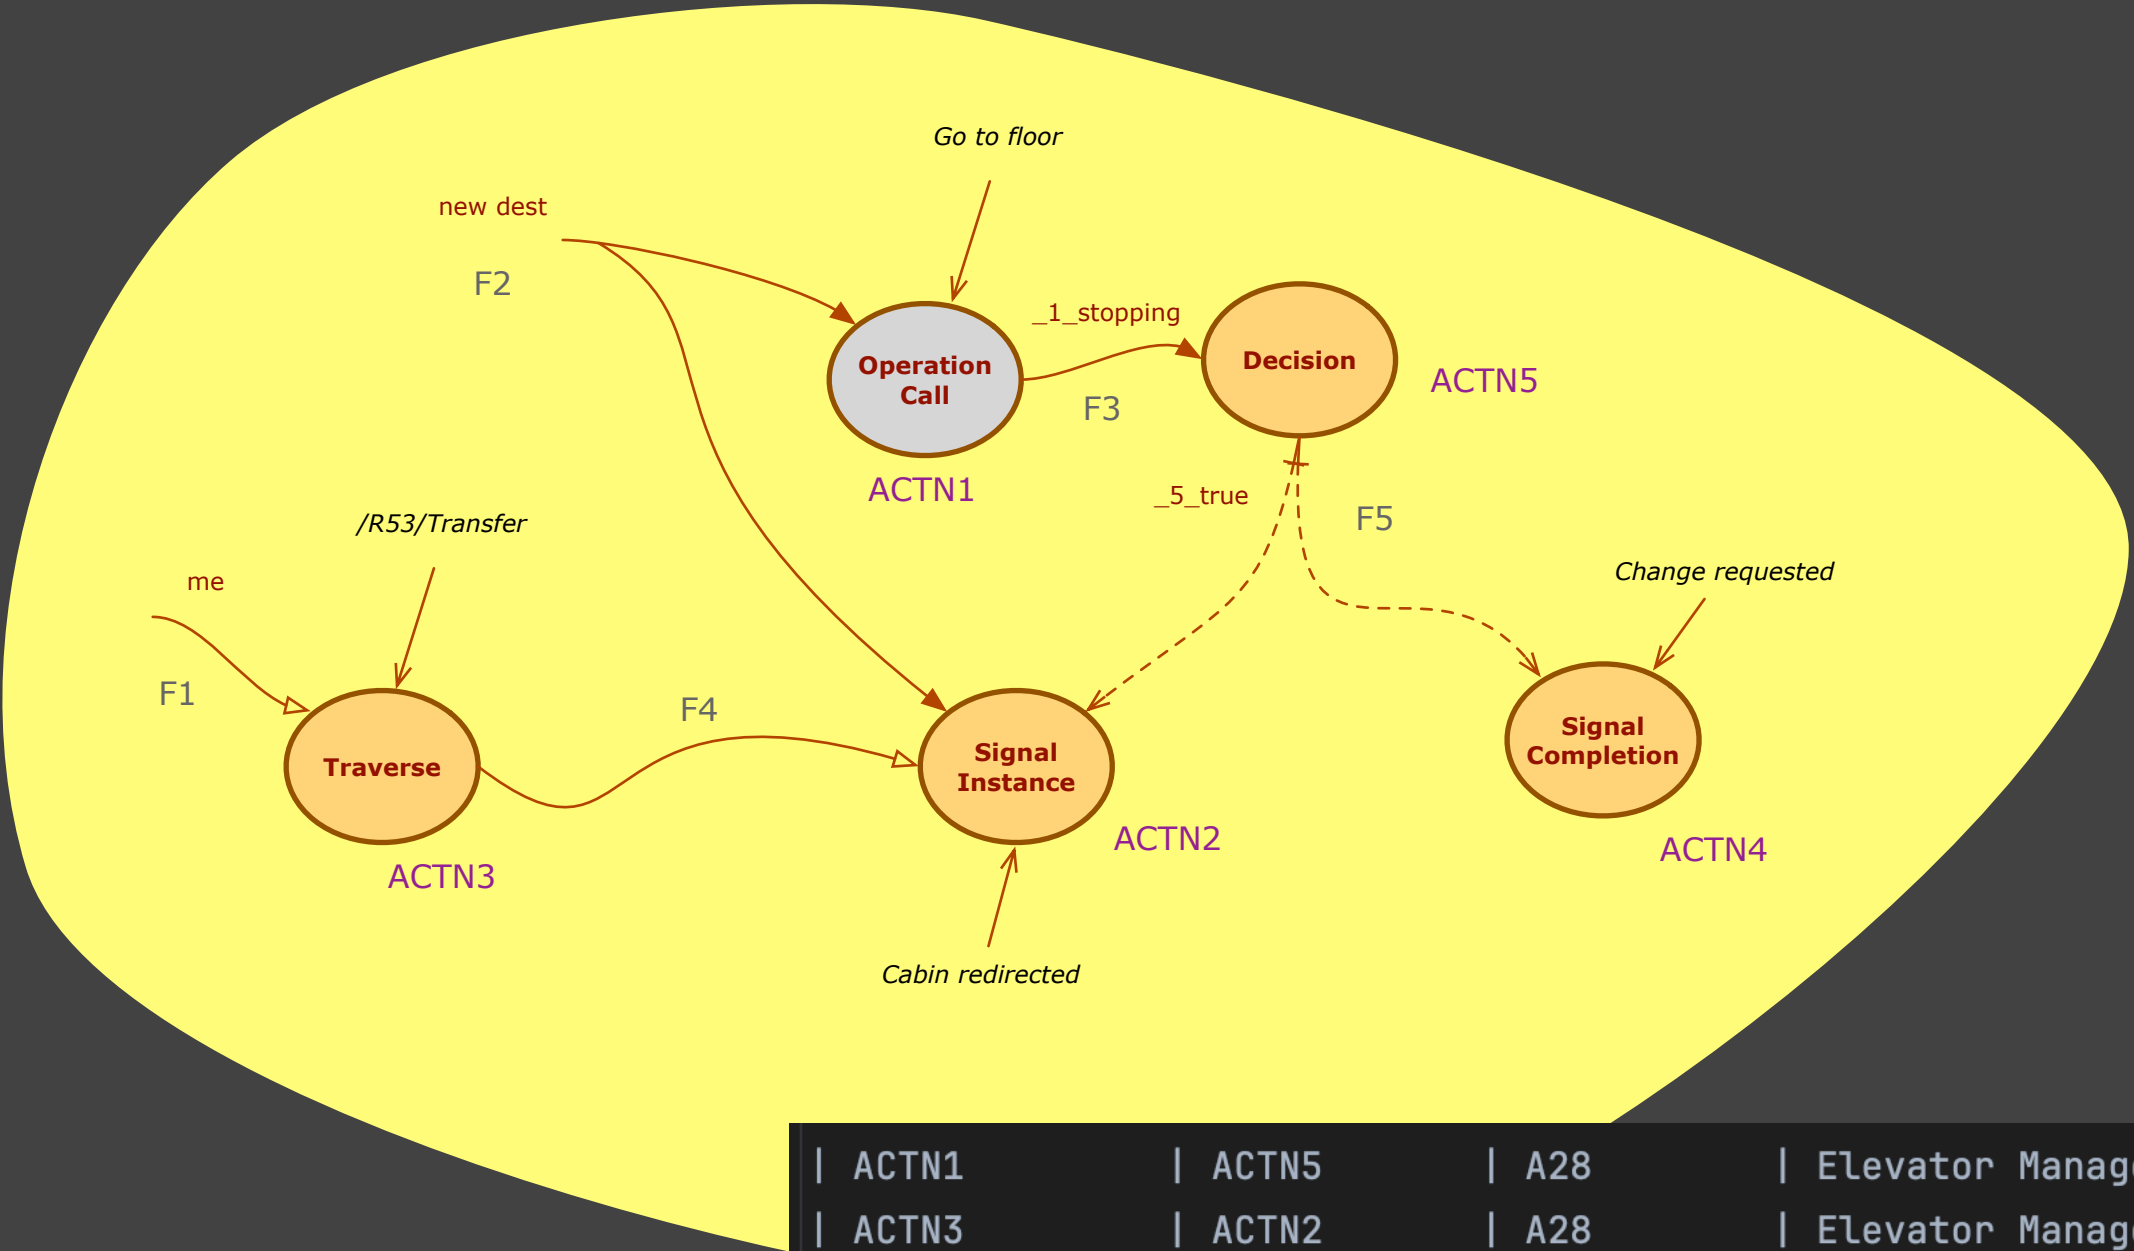 Go to floor
new dest
F2
_1_stopping
Operation
Call
Decision
ACTN5
F3
ACTN1
_5_true
F5
/R53/Transfer
me
Change requested
F1
F4
Traverse
Signal
Instance
Signal
Completion
ACTN3
ACTN2
ACTN4
Cabin redirected
| ACTN1 | ACTN5 | A28 | Elevator Manag
| ACTN3 | ACTN2 | A28 | Elevator Manag